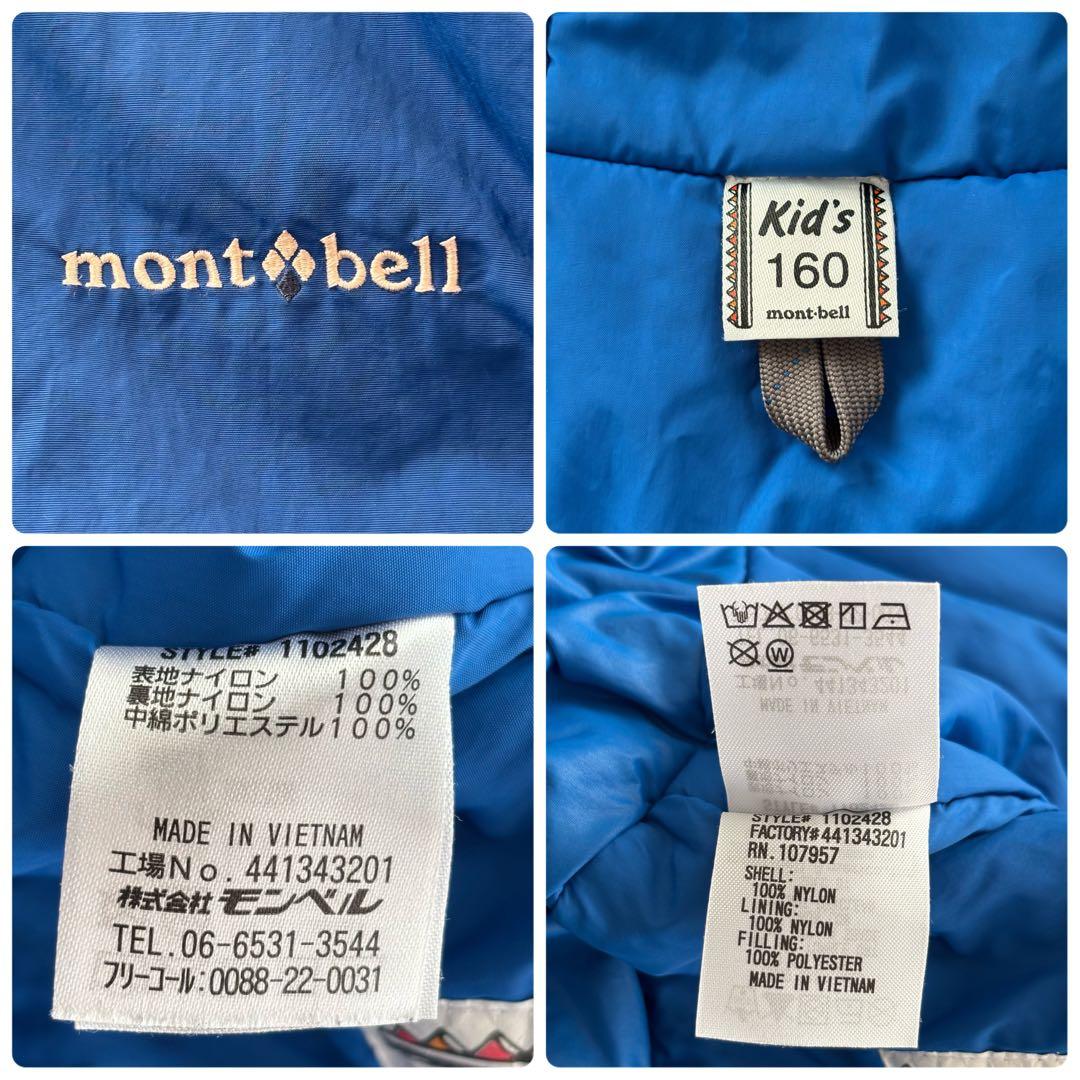 mont bell
Kid's
160
mont-bell
STYLE# 1102428
表地ナイロン 100%
裏地ナイロン 100%
中綿ポリエステル100%
MADE IN VIETNAM
工場No. 441343201
株式会社モンベル
TEL.06-6531-3544
フリーコール:0088-22-0031
W
STYLE# 1102428
FACTORY#441343201
RN. 107957
SHELL:
100% NYLON
LINING:
100% NYLON
FILLING:
100% POLYESTER
MADE IN VIETNAM